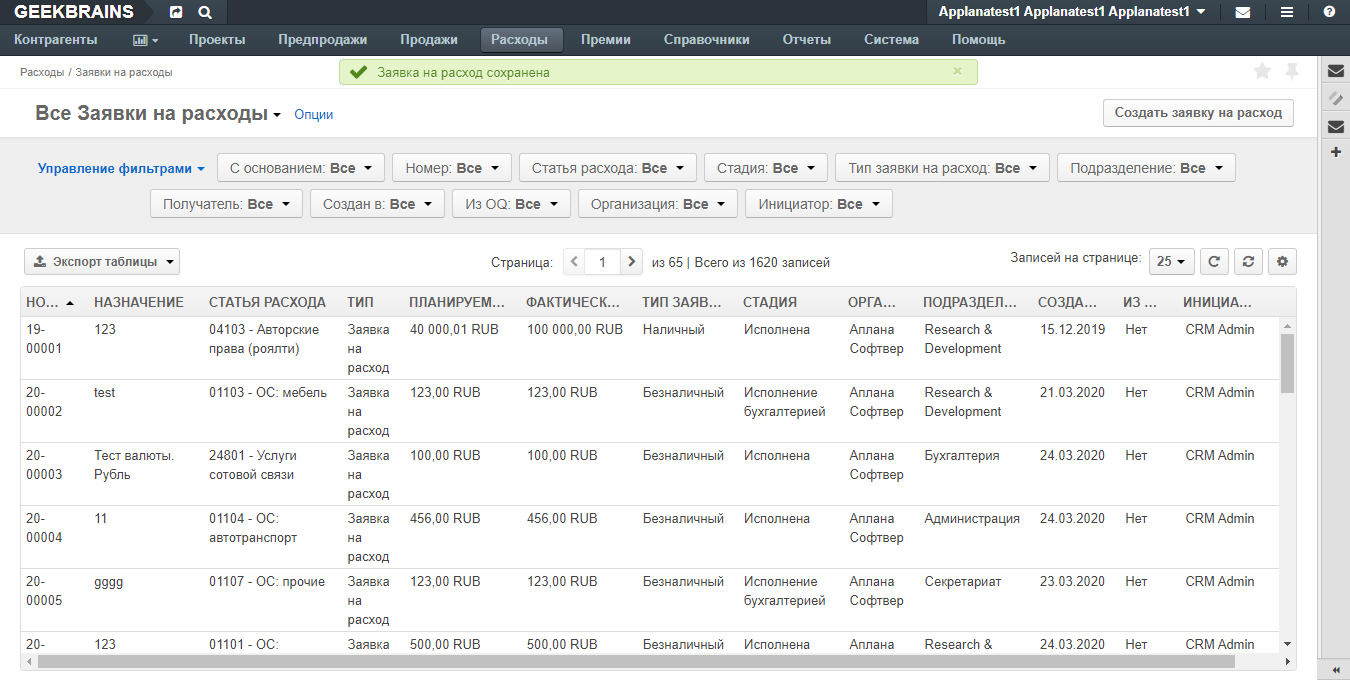 GEEKBRAINS
Applanatest1 Applanatest1 Applanatest1
Контрагенты Проекты Предпродажи Продажи Расходы Премии Справочники Отчеты Система Помощь
Расходы / Заявки на расходы
Заявка на расход сохранена ×
Все Заявки на расходы Опции
Создать заявку на расход
Управление фильтрами С основанием: Все Номер: Все Статья расхода: Все Стадия: Все Тип заявки на расход: Все Подразделение: Все
Получатель: Все Создан в: Все Из OQ: Все Организация: Все Инициатор: Все
Экспорт таблицы Страница: 1 из 65 | Всего из 1620 записей Записей на странице: 25
НО... НАЗНАЧЕНИЕ СТАТЬЯ РАСХОДА ТИП ПЛАНИРУЕМ... ФАКТИЧЕСК... ТИП ЗАЯВ... СТАДИЯ ОРГА... ПОДРАЗДЕЛ... СОЗДА... ИЗ ... ИНИЦИА...
19- 123 04103 - Авторские Заявка 40 000,01 RUB 100 000,00 RUB Наличный Исполнена Аплана Research & 15.12.2019 Нет CRM Admin
00001 права (роялти) на Софтвер Development
расход
20- test 01103 - ОС: мебель Заявка 123,00 RUB 123,00 RUB Безналичный Исполнение Аплана Research & 21.03.2020 Нет CRM Admin
00002 на бухгалтерией Софтвер Development
расход
20- Тест валюты. 24801 - Услуги Заявка 100,00 RUB 100,00 RUB Безналичный Исполнена Аплана Бухгалтерия 24.03.2020 Нет CRM Admin
00003 Рубль сотовой связи на Софтвер
расход
20- 11 01104 - ОС: Заявка 456,00 RUB 456,00 RUB Безналичный Исполнена Аплана Администрация 24.03.2020 Нет CRM Admin
00004 автотранспорт на Софтвер
расход
20- gggg 01107 - ОС: прочие Заявка 123,00 RUB 123,00 RUB Безналичный Исполнение Аплана Секретариат 23.03.2020 Нет CRM Admin
00005 на бухгалтерией Софтвер
расход
20- 123 01101 - ОС: Заявка 500,00 RUB 500,00 RUB Безналичный Исполнена Аплана Research & 24.03.2020 Нет CRM Admin